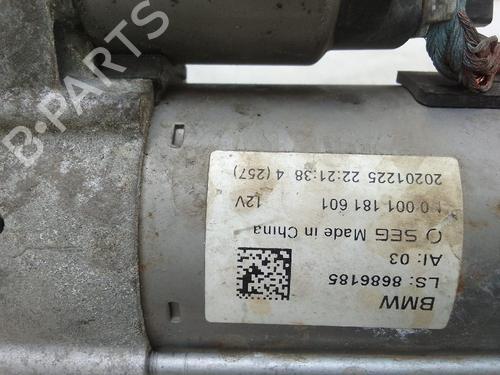 BMW
LS: 8686185
AI: 03
SEG Made in China
0 001 181 601 12V
20201225 22:21:38 4 (257)
B-PARTS